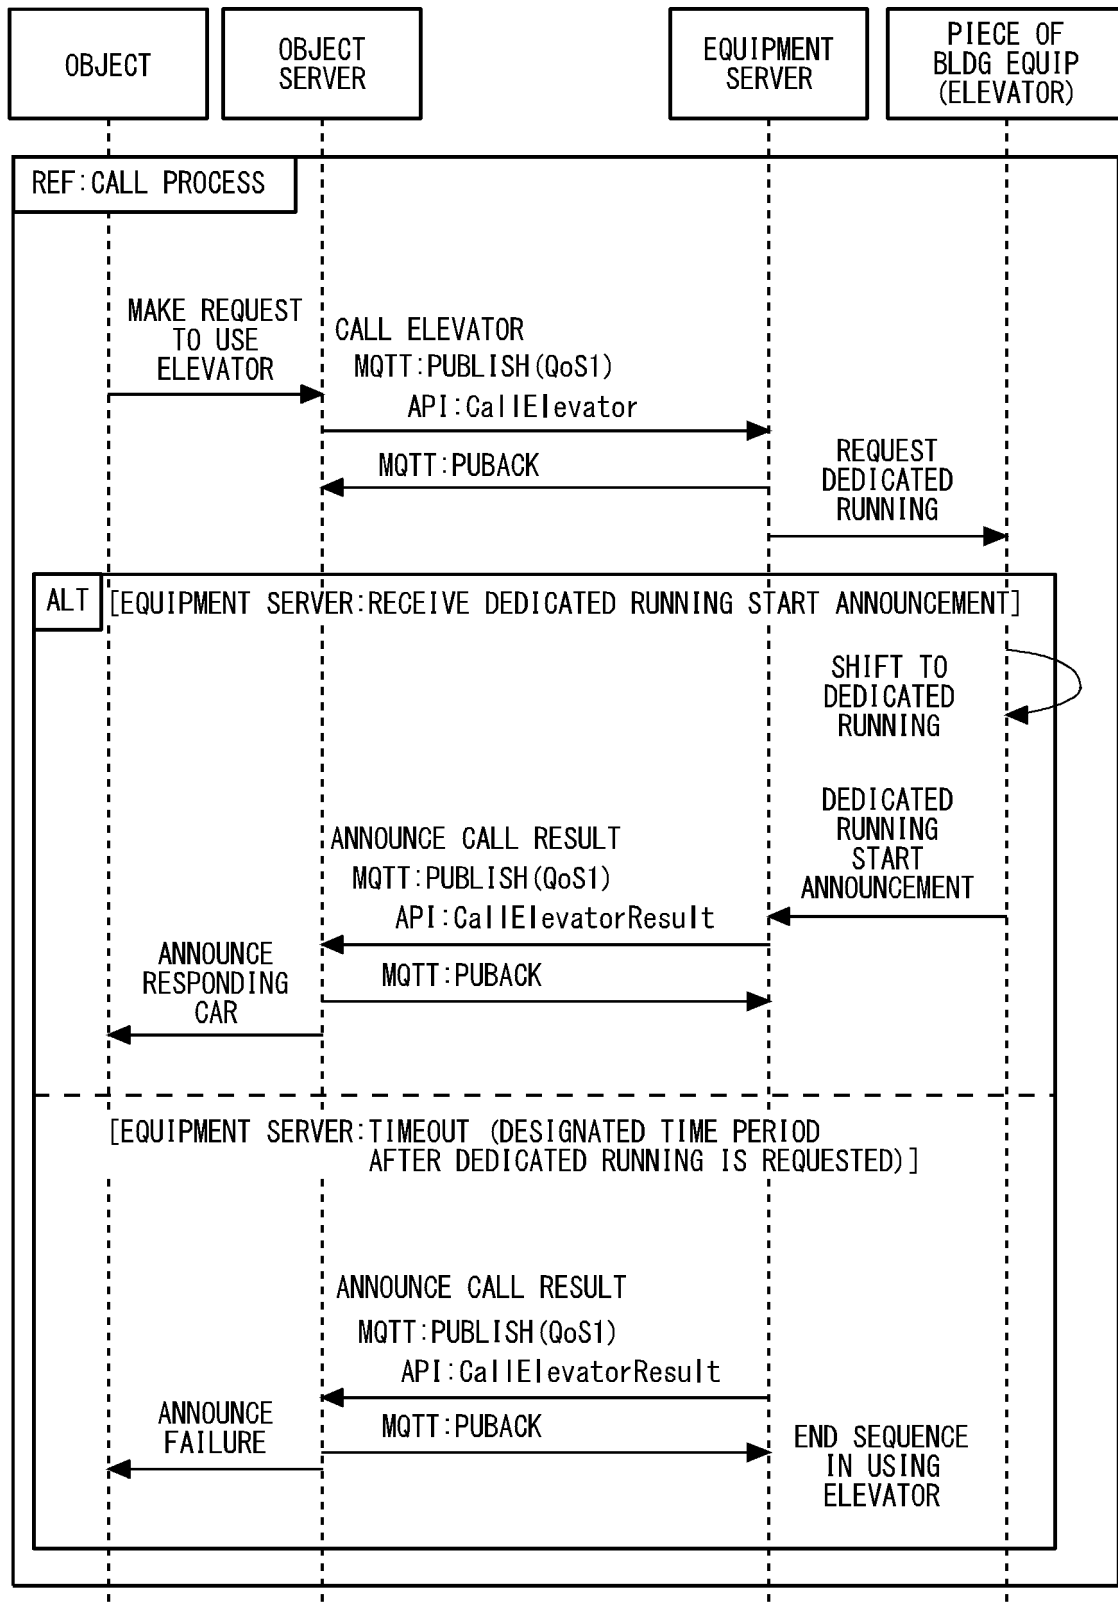 OBJECT
OBJECT
SERVER
EQUIPMENT
SERVER
PIECE OF
BLDG EQUIP
(ELEVATOR)
REF:CALL PROCESS
MAKE REQUEST
TO USE
ELEVATOR
CALL ELEVATOR
MQTT:PUBLISH(QoS1)
API:CallElevator
MQTT:PUBACK
REQUEST
DEDICATED
RUNNING
ALT
[EQUIPMENT SERVER:RECEIVE DEDICATED RUNNING START ANNOUNCEMENT]
SHIFT TO
DEDICATED
RUNNING
DEDICATED
RUNNING
START
ANNOUNCEMENT
ANNOUNCE CALL RESULT
MQTT:PUBLISH(QoS1)
API:CallElevatorResult
MQTT:PUBACK
ANNOUNCE
RESPONDING
CAR
[EQUIPMENT SERVER:TIMEOUT (DESIGNATED TIME PERIOD
AFTER DEDICATED RUNNING IS REQUESTED)]
ANNOUNCE CALL RESULT
MQTT:PUBLISH(QoS1)
API:CallElevatorResult
MQTT:PUBACK
ANNOUNCE
FAILURE
END SEQUENCE
IN USING
ELEVATOR